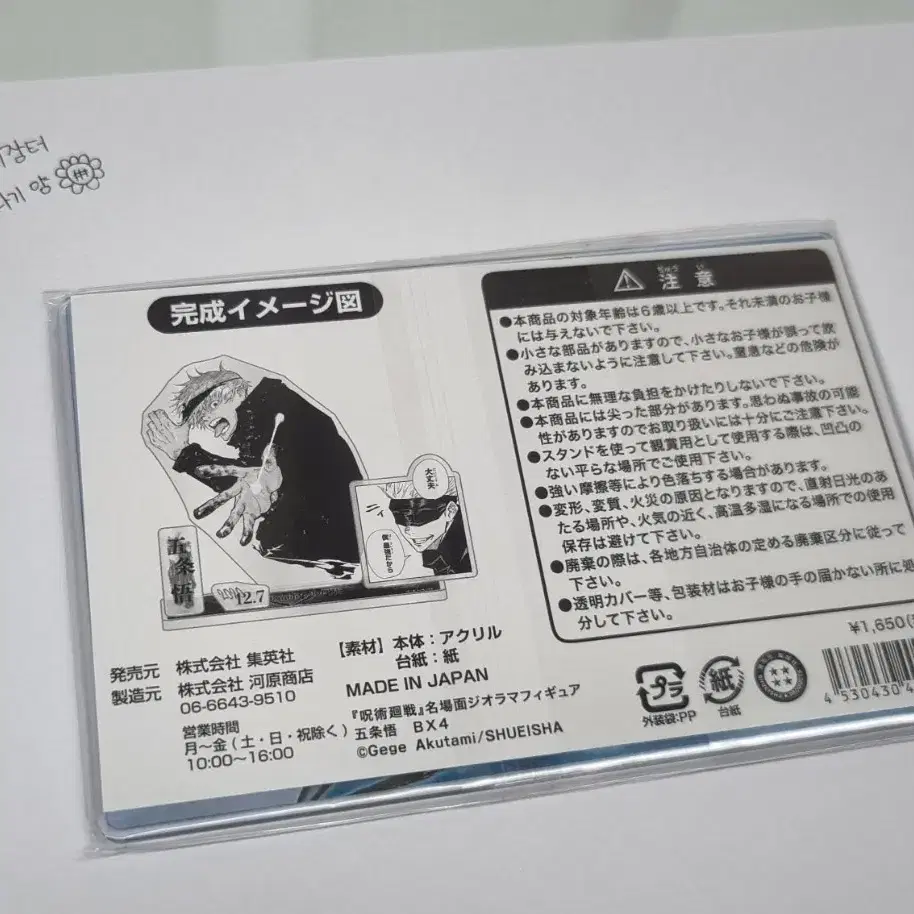 장터
기 양
完成イメージ図
大丈夫
ニィ
僕最強だから
五条悟
12.7
発売元 株式会社 集英社
製造元 株式会社 河原商店
06-6643-9510
営業時間
月～金(土・日・祝除く)
10:00～16:00
【素材】本体：アクリル
台紙：紙
MADE IN JAPAN
『呪術廻戦』名場面ジオラマフィギュア
五条悟 BX4
©Gege Akutami/SHUEISHA
注意
ちゅうい
●本商品の対象年齢は6歳以上です。それ未満のお子様
には与えないで下さい。
●小さな部品がありますので、小さなお子様が誤って飲
み込まないように注意して下さい。窒息などの危険が
あります。
●本商品に無理な負担をかけたりしないで下さい。
●本商品には尖った部分があります。思わぬ事故の可能
性がありますのでお取り扱いには十分にご注意下さい。
●スタンドを使って観賞用として使用する際は、凹凸の
ない平らな場所でご使用下さい。
●強い摩擦等により色落ちする場合があります。
●変形、変質、火災の原因となりますので、直射日光のあ
たる場所や、火気の近く、高温多湿になる場所での使用
保存は避けて下さい。
●廃棄の際は、各地方自治体の定める廃棄区分に従って
下さい。
●透明カバー等、包装材はお子様の手の届かない所に処
分して下さい。
¥1,650
プラ
外装袋:PP
紙
台紙
4 530430 4